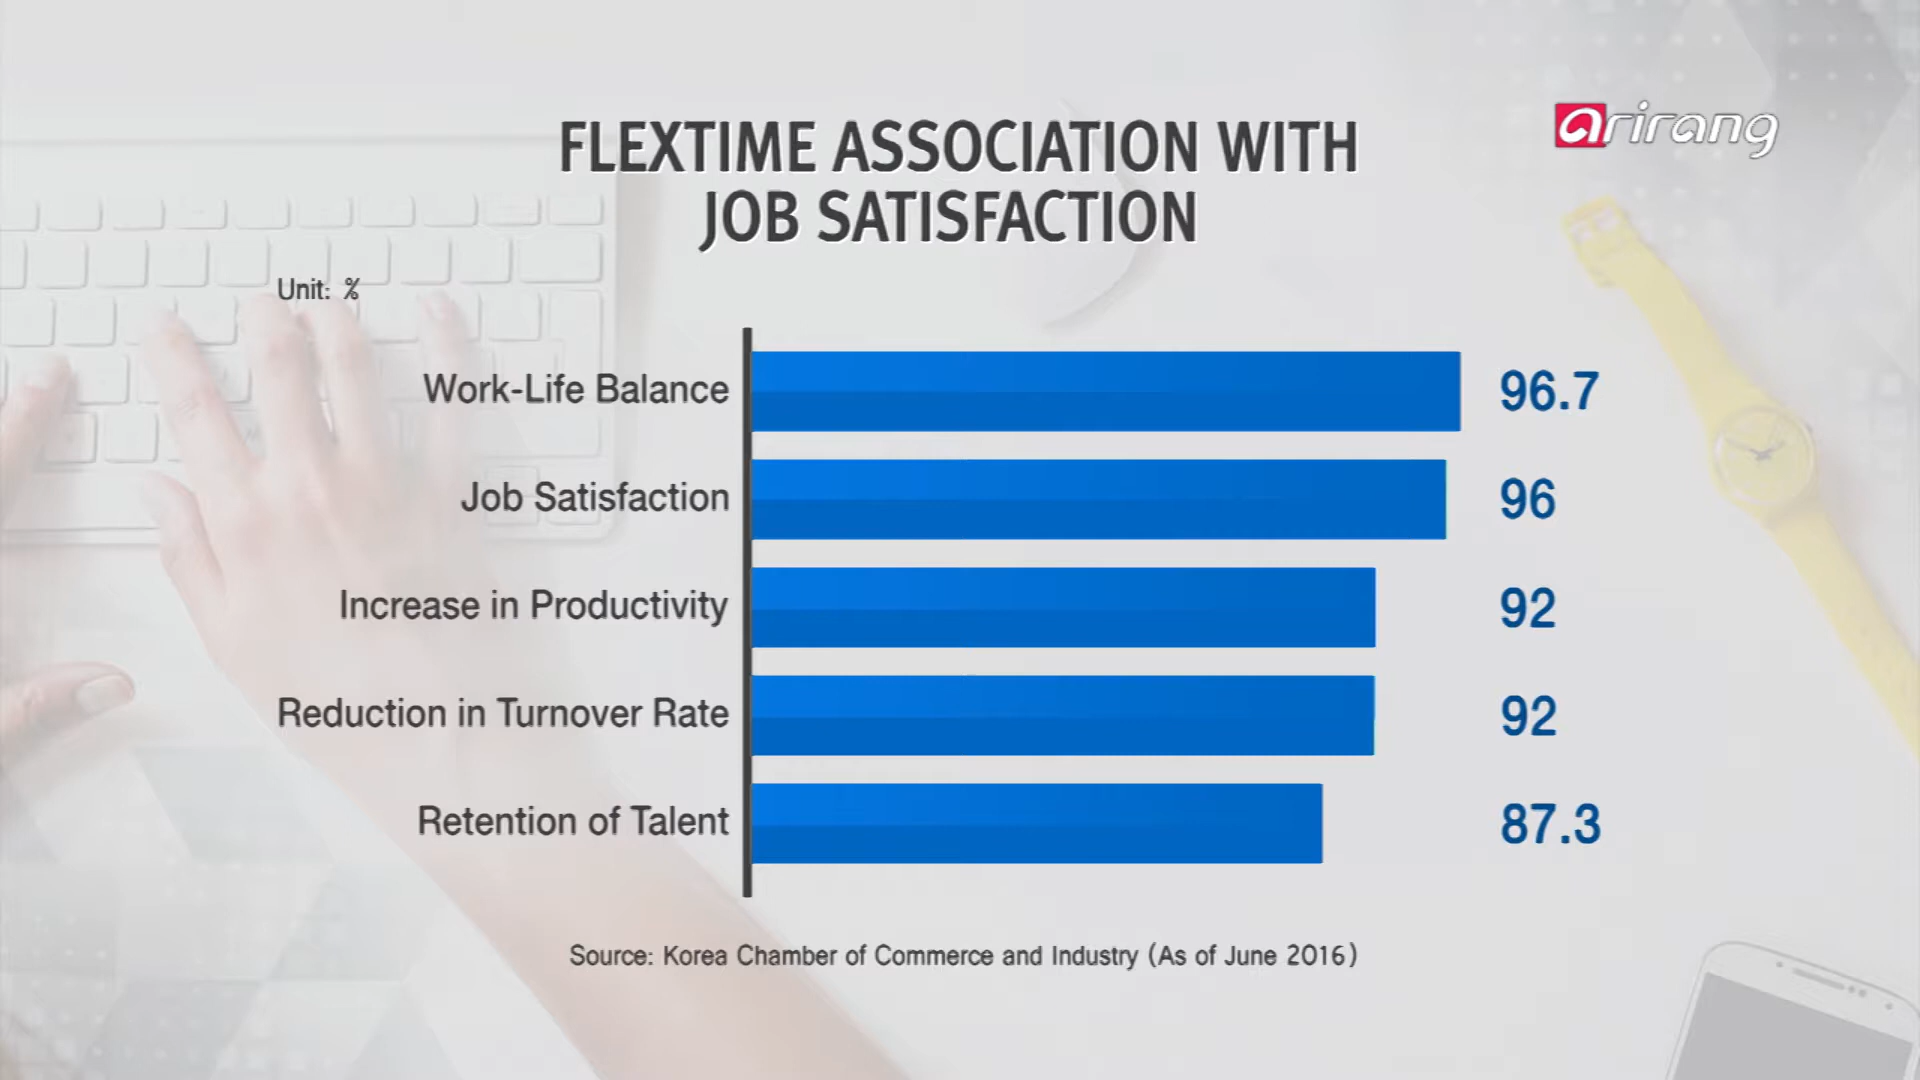 FLEXTIME ASSOCIATION WITH
JOB SATISFACTION
arirang
Unit: %
Work-Life Balance 96.7
Job Satisfaction 96
Increase in Productivity 92
Reduction in Turnover Rate 92
Retention of Talent 87.3
Source: Korea Chamber of Commerce and Industry (As of June 2016)